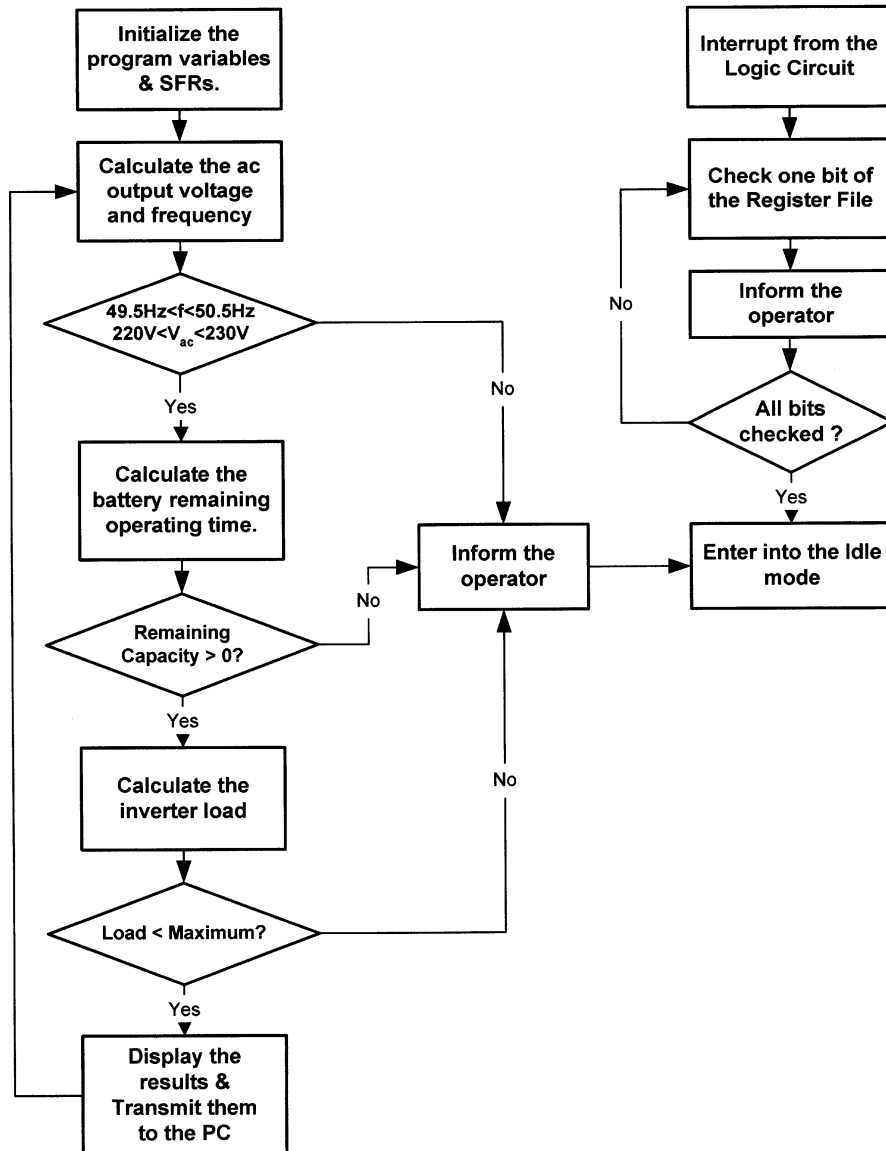 Initialize the
program variables
& SFRs.
Calculate the ac
output voltage
and frequency
49.5Hz<f<50.5Hz
220V<Vac<230V
No
Yes
Calculate the
battery remaining
operating time.
No
Remaining
Capacity > 0?
Yes
Calculate the
inverter load
No
Load < Maximum?
Yes
Display the
results &
Transmit them
to the PC
Inform the
operator
Interrupt from the
Logic Circuit
Check one bit of
the Register File
No
Inform the
operator
All bits
checked ?
Yes
Enter into the Idle
mode